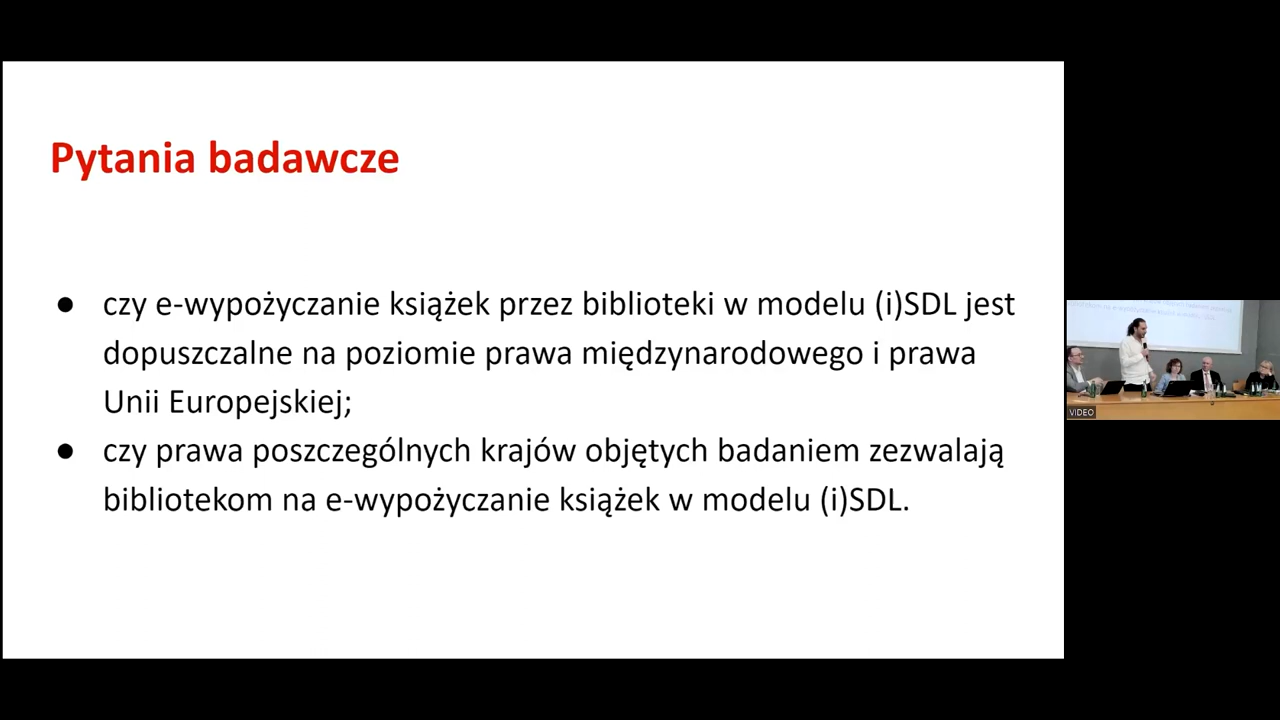 Pytania badawcze
● czy e-wypożyczanie książek przez biblioteki w modelu (i)SDL jest
dopuszczalne na poziomie prawa międzynarodowego i prawa
Unii Europejskiej;
● czy prawa poszczególnych krajów objętych badaniem zezwalają
bibliotekom na e-wypożyczanie książek w modelu (i)SDL.
VIDEO